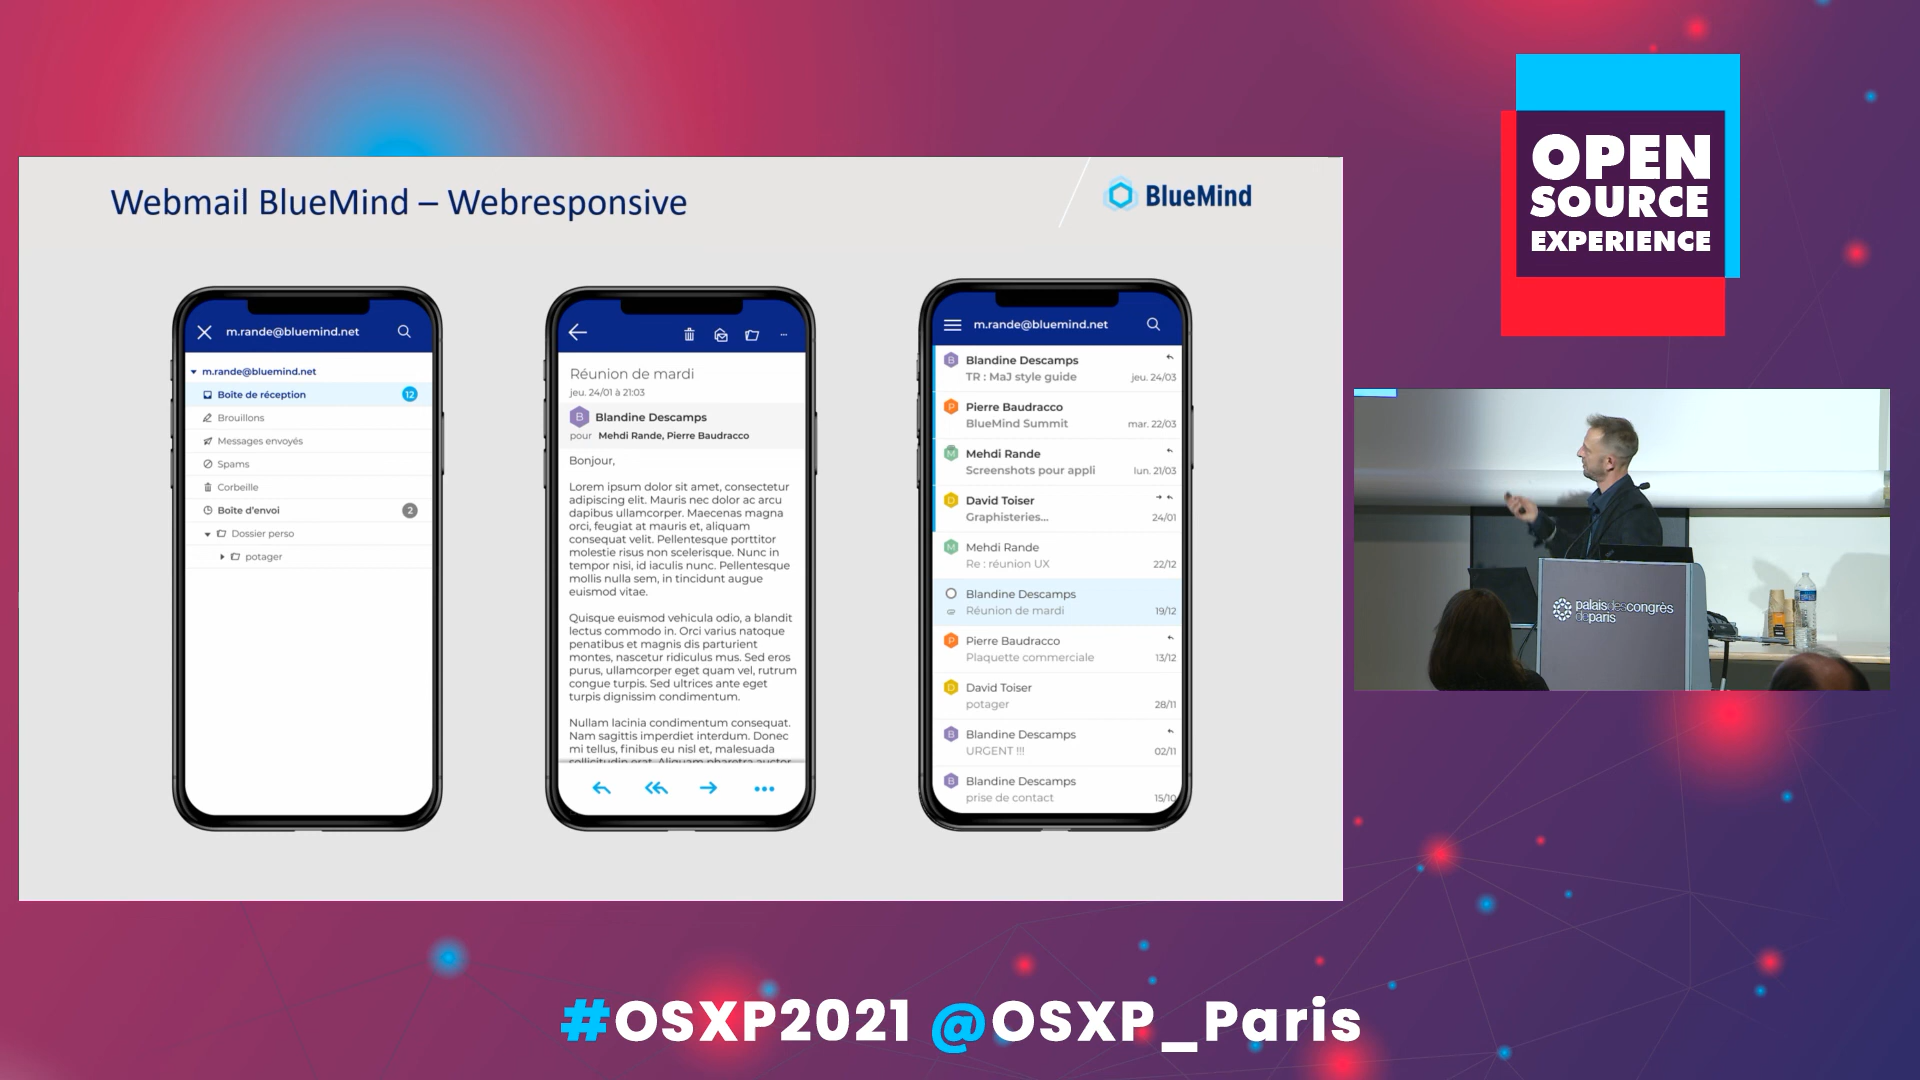 Webmail BlueMind – Webresponsive
BlueMind
m.rande@bluemind.net
m.rande@bluemind.net
Boîte de réception 12
Brouillons
Messages envoyés
Spams
Corbeille
Boîte d'envoi 2
Dossier perso
potager
Réunion de mardi
jeu. 24/01 à 21:03
B Blandine Descamps
pour Mehdi Rande, Pierre Baudracco
Bonjour,
Lorem ipsum dolor sit amet, consectetur
adipiscing elit. Mauris nec dolor ac arcu
dapibus ullamcorper. Maecenas magna
orci, feugiat at mauris et, aliquam
consequat velit. Pellentesque porttitor
molestie risus non scelerisque. Nunc in
tempor nisi, id iaculis nunc. Pellentesque
mollis nulla sem, in tincidunt augue
euismod vitae.
Quisque euismod vehicula odio, a blandit
lectus commodo in. Orci varius natoque
penatibus et magnis dis parturient
montes, nascetur ridiculus mus. Sed eros
purus, ullamcorper eget quam vel, rutrum
congue turpis. Sed ultrices ante eget
turpis dignissim condimentum.
Nullam lacinia condimentum consequat.
Nam sagittis imperdiet interdum. Donec
mi tellus, finibus eu nisl et, malesuada
sollicitudin erat. Aliquam pharetra auctor
m.rande@bluemind.net
B Blandine Descamps
TR : MaJ style guide jeu. 24/03
P Pierre Baudracco
BlueMind Summit mar. 22/03
M Mehdi Rande
Screenshots pour appli lun. 21/03
D David Toiser
Graphisteries... 24/01
M Mehdi Rande
Re : réunion UX 22/12
Blandine Descamps
Réunion de mardi 19/12
P Pierre Baudracco
Plaquette commerciale 13/12
D David Toiser
potager 28/11
B Blandine Descamps
URGENT !!! 02/11
B Blandine Descamps
prise de contact 15/10
OPEN
SOURCE
EXPERIENCE
palaisdescongrès
deparis
#OSXP2021 @OSXP_Paris